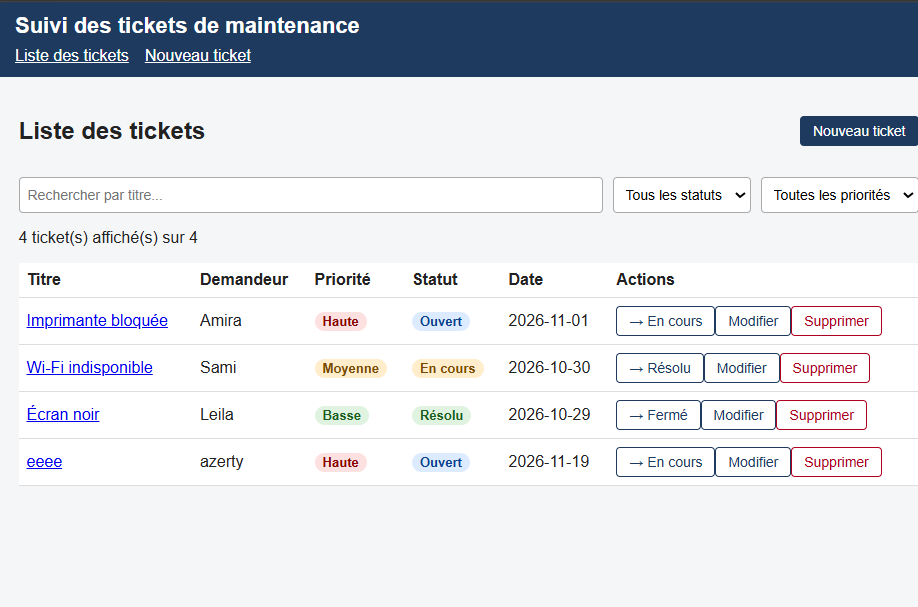 Suivi des tickets de maintenance
Liste des tickets Nouveau ticket
Liste des tickets Nouveau ticket
Rechercher par titre... Tous les statuts Toutes les priorités
4 ticket(s) affiché(s) sur 4
Titre Demandeur Priorité Statut Date Actions
Imprimante bloquée Amira Haute Ouvert 2026-11-01 → En cours Modifier Supprimer
Wi-Fi indisponible Sami Moyenne En cours 2026-10-30 → Résolu Modifier Supprimer
Écran noir Leila Basse Résolu 2026-10-29 → Fermé Modifier Supprimer
eeee azerty Haute Ouvert 2026-11-19 → En cours Modifier Supprimer